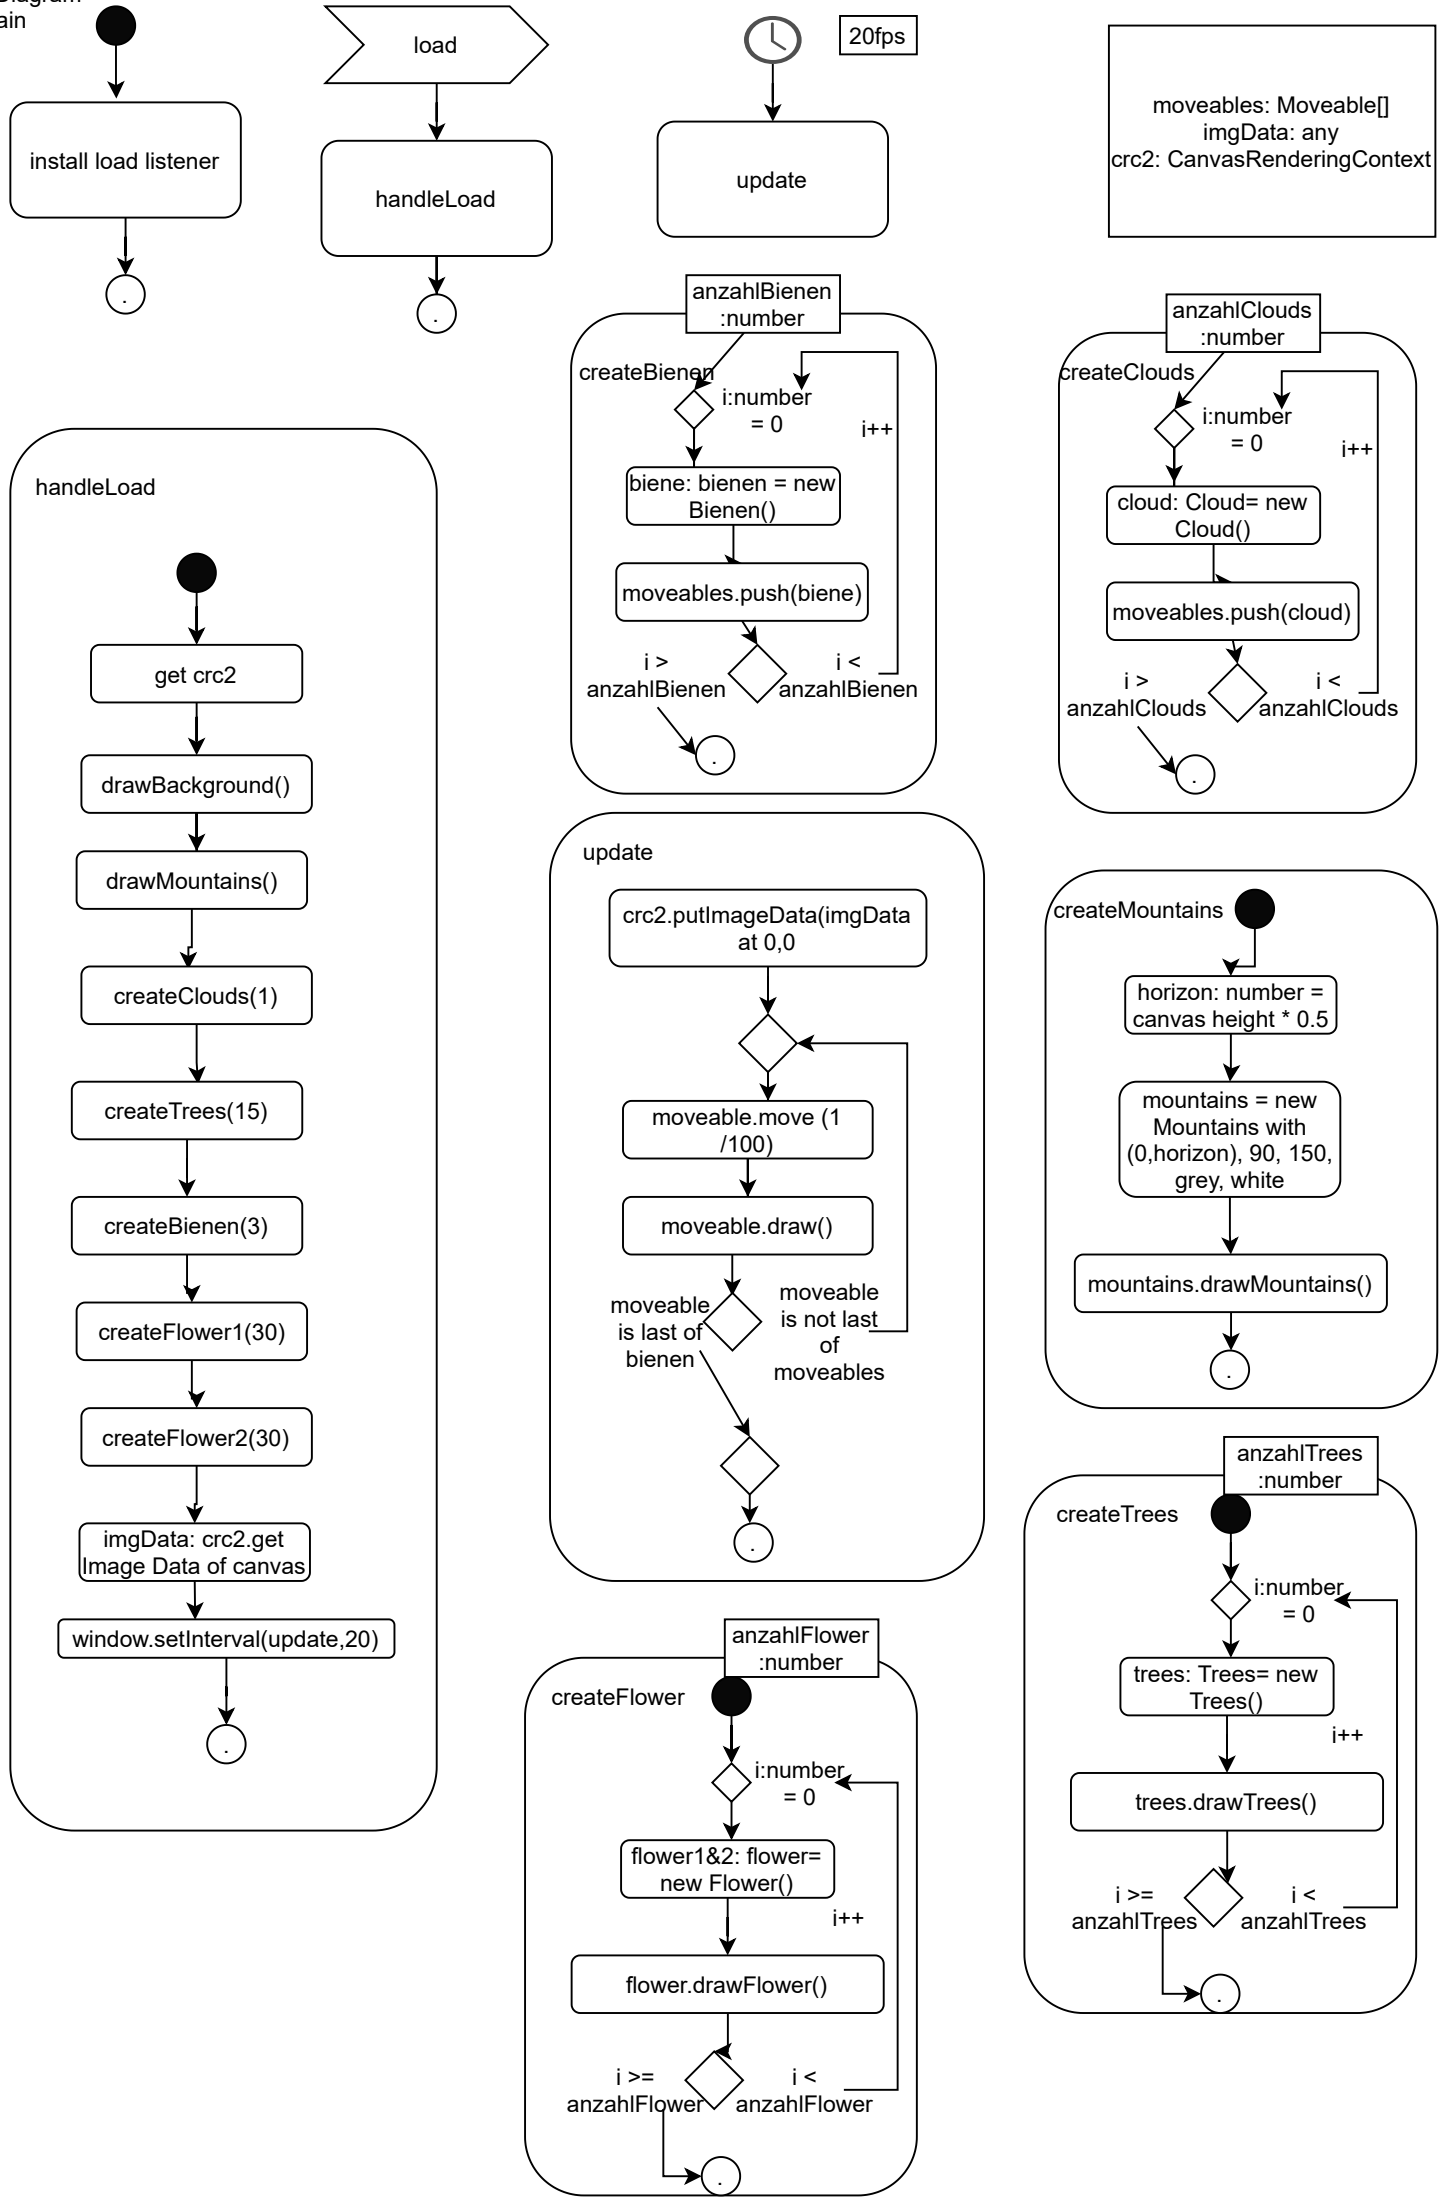 ain
install load listener
.
load
handleLoad
.
20fps
update
moveables: Moveable[]
imgData: any
crc2: CanvasRenderingContext
handleLoad
get crc2
drawBackground()
drawMountains()
createClouds(1)
createTrees(15)
createBienen(3)
createFlower1(30)
createFlower2(30)
imgData: crc2.get
Image Data of canvas
window.setInterval(update,20)
.
anzahlBienen
:number
createBienen
i:number
= 0
i++
biene: bienen = new
Bienen()
moveables.push(biene)
i >
anzahlBienen
i <
anzahlBienen
.
anzahlClouds
:number
createClouds
i:number
= 0
i++
cloud: Cloud= new
Cloud()
moveables.push(cloud)
i >
anzahlClouds
i <
anzahlClouds
.
update
crc2.putImageData(imgData
at 0,0
moveable.move (1
/100)
moveable.draw()
moveable
is last of
bienen
moveable
is not last
of
moveables
.
createMountains
horizon: number =
canvas height * 0.5
mountains = new
Mountains with
(0,horizon), 90, 150,
grey, white
mountains.drawMountains()
.
anzahlTrees
:number
createTrees
i:number
= 0
trees: Trees= new
Trees()
i++
trees.drawTrees()
i >=
anzahlTrees
i <
anzahlTrees
.
anzahlFlower
:number
createFlower
i:number
= 0
flower1&2: flower=
new Flower()
i++
flower.drawFlower()
i >=
anzahlFlower
i <
anzahlFlower
.